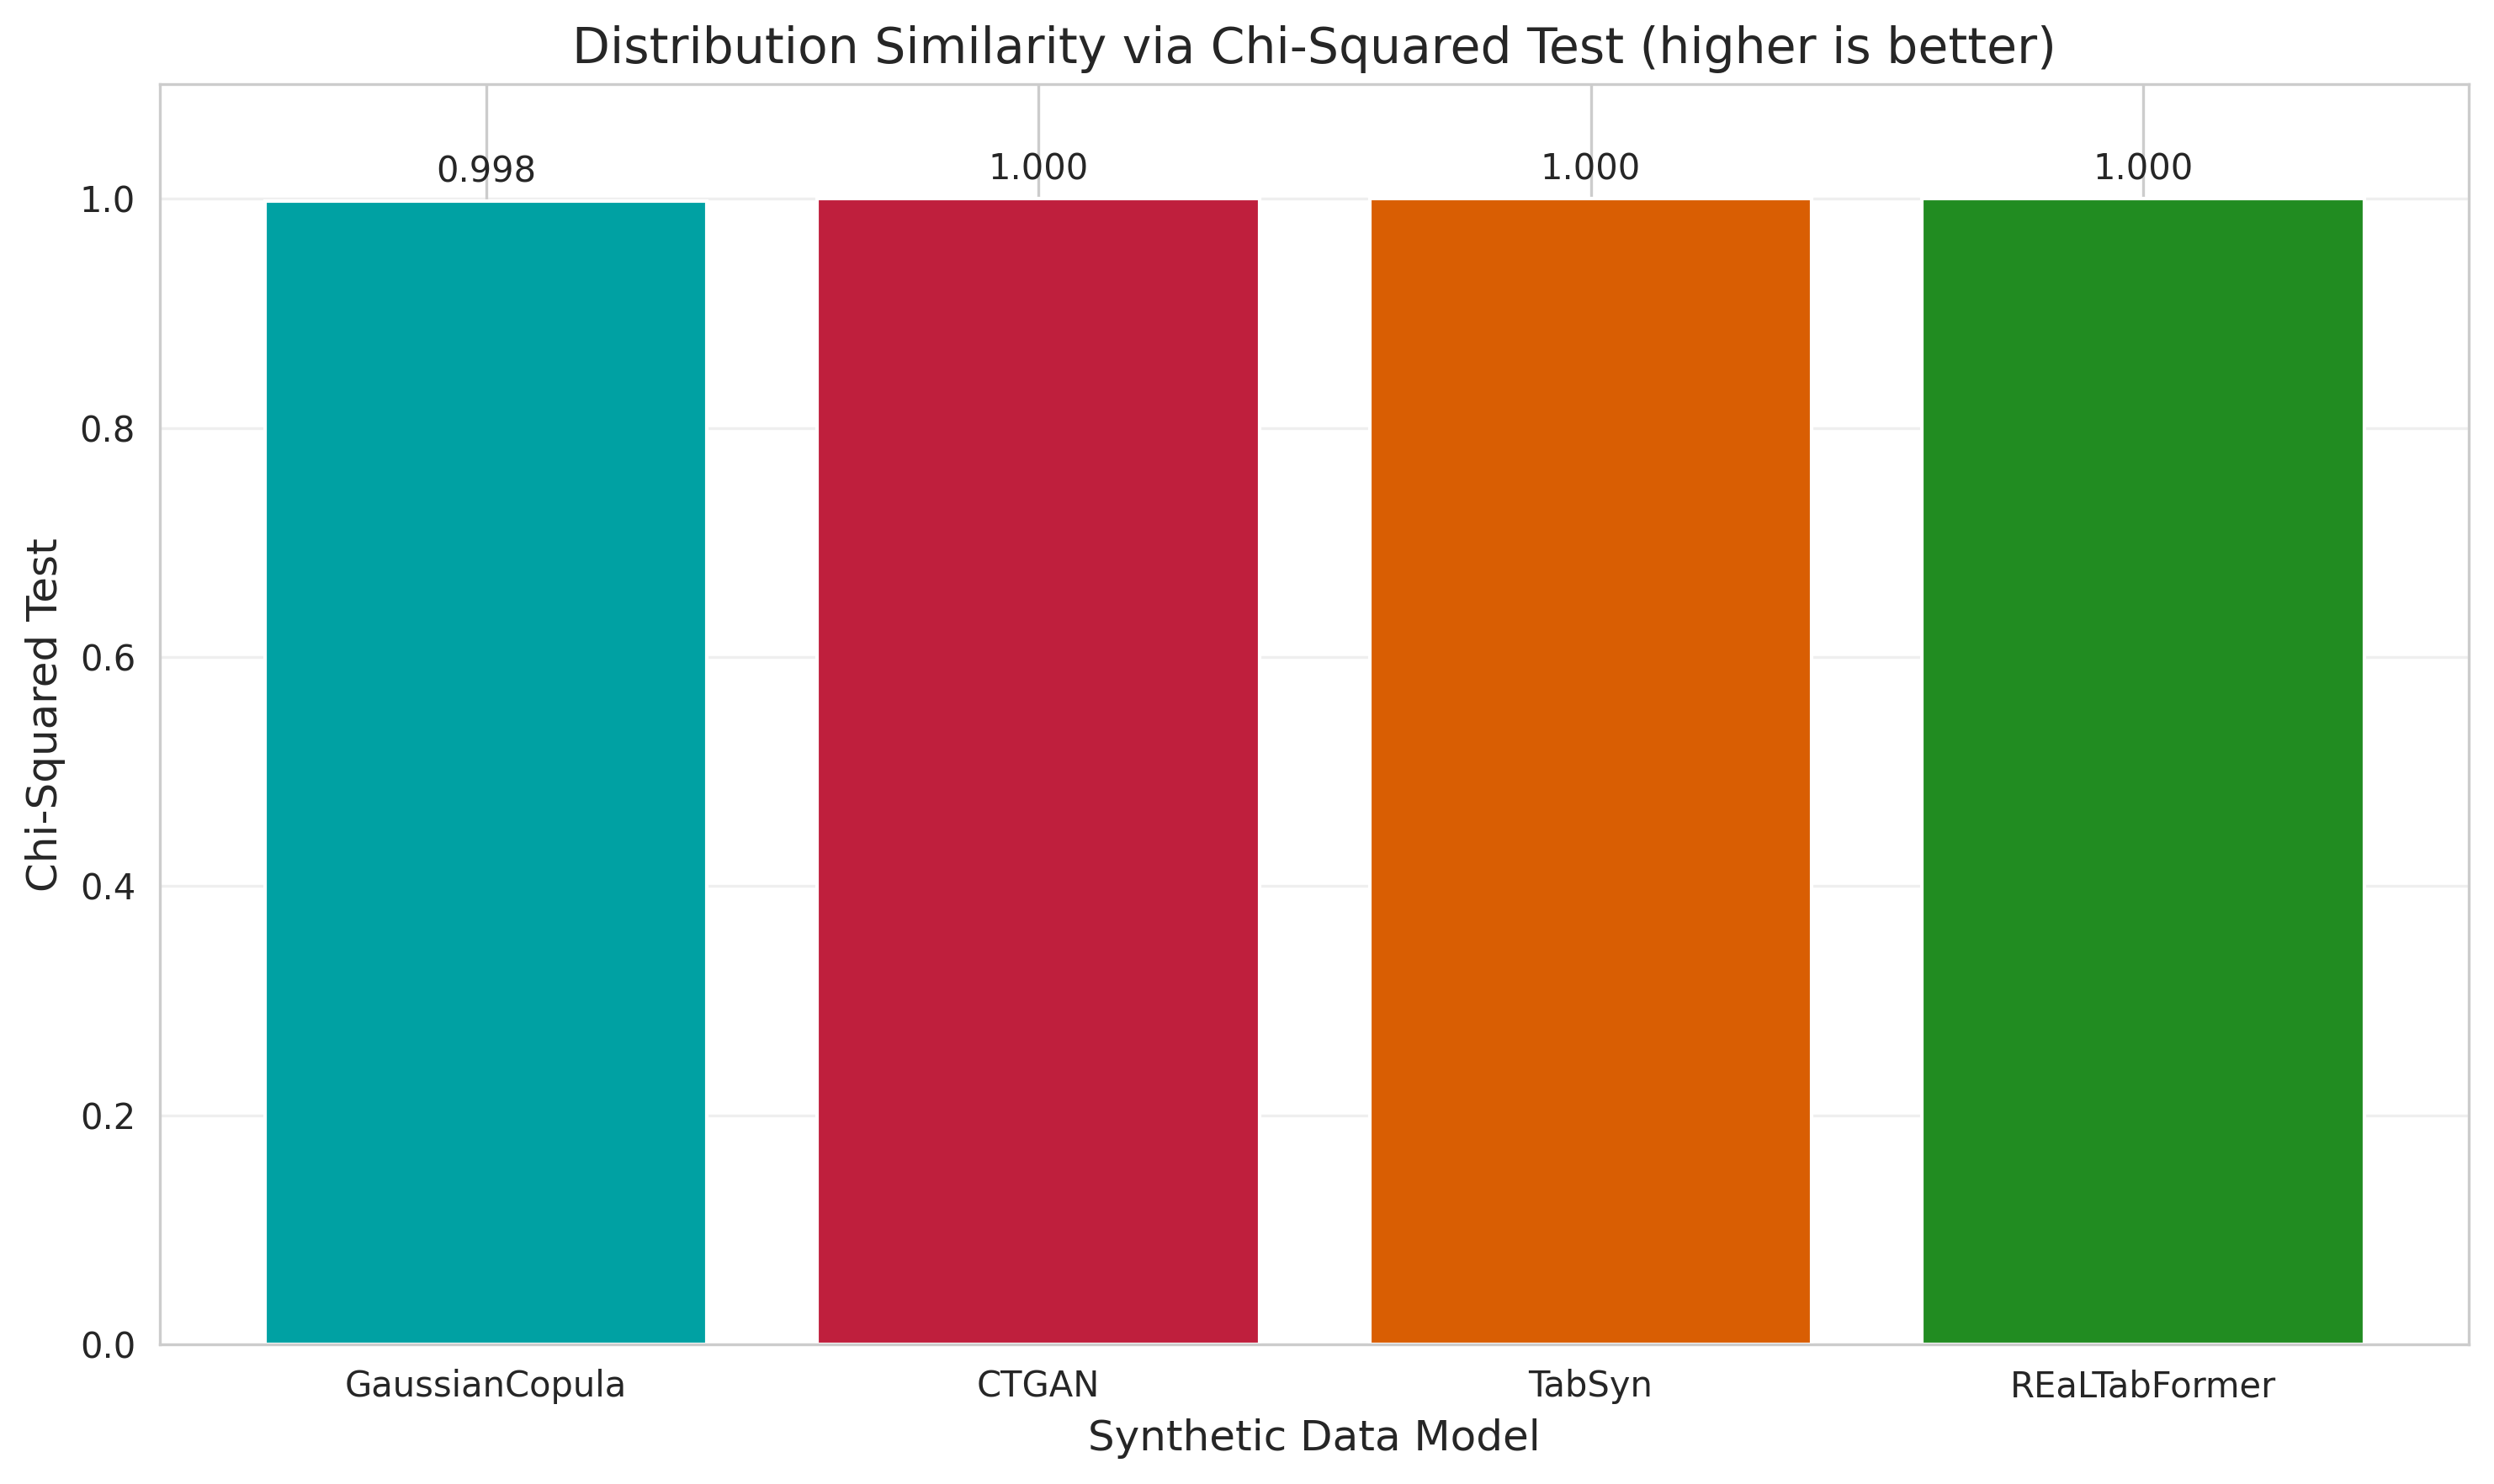 Distribution Similarity via Chi-Squared Test (higher is better)
0.998
1.000
1.000
1.000
1.0
0.8
0.6
0.4
0.2
0.0
Chi-Squared Test
GaussianCopula
CTGAN
TabSyn
REaLTabFormer
Synthetic Data Model